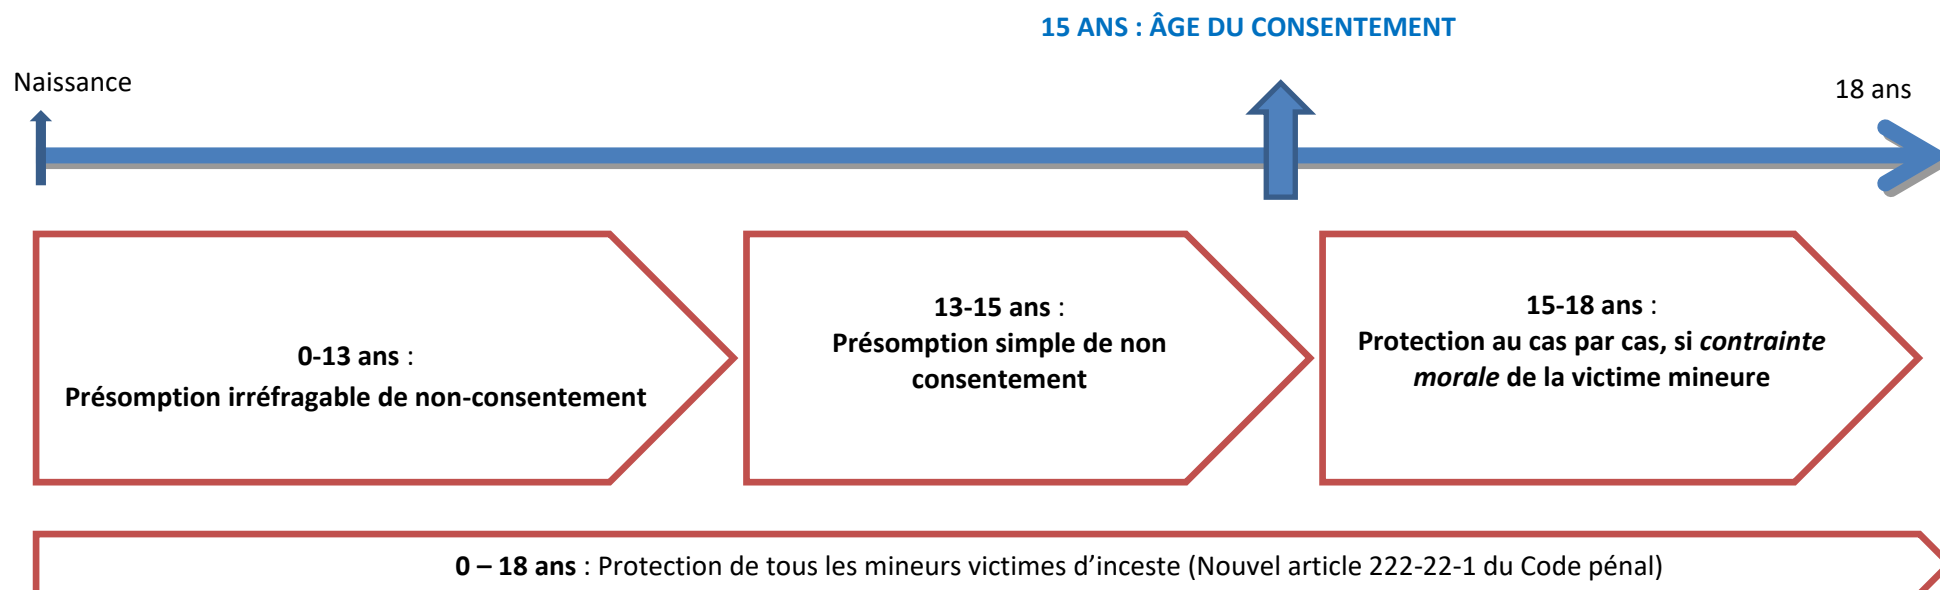 15 ANS : ÂGE DU CONSENTEMENT
Naissance
18 ans
0-13 ans :
Présomption irréfragable de non-consentement
13-15 ans :
Présomption simple de non
consentement
15-18 ans :
Protection au cas par cas, si contrainte
morale de la victime mineure
0 – 18 ans : Protection de tous les mineurs victimes d’inceste (Nouvel article 222-22-1 du Code pénal)